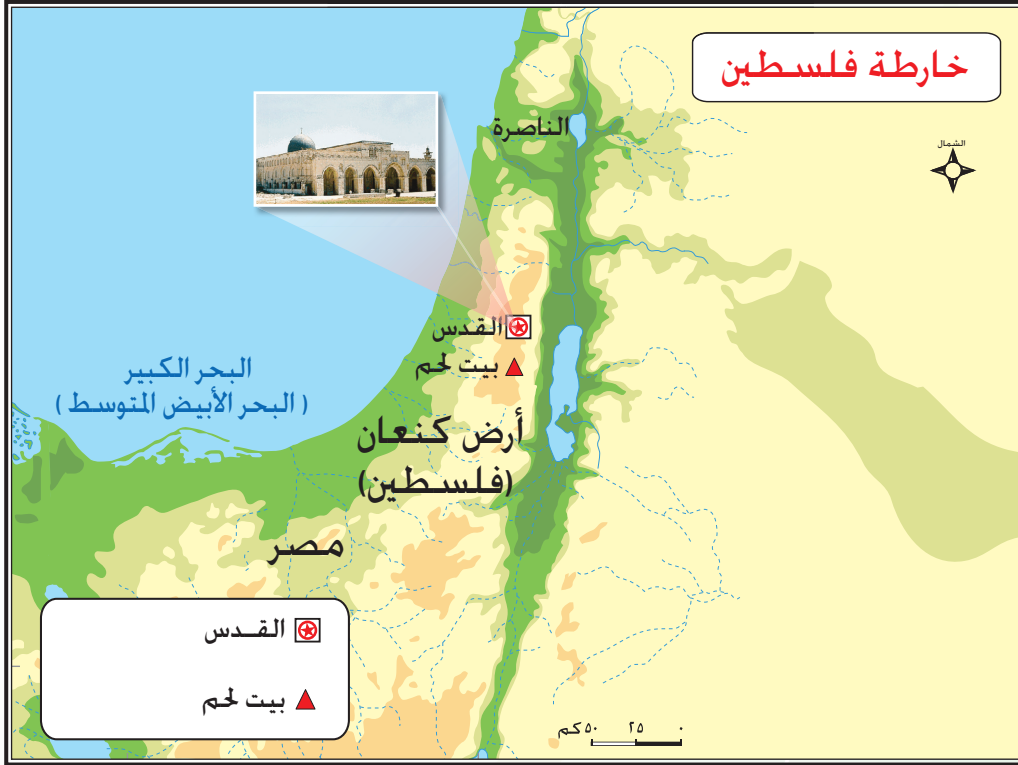 خارطة فلسطين
الشمال
الناصرة
القدس
بيت لحم
البحر الكبير
( البحر الأبيض المتوسط )
أرض كنعان
(فلسطين)
مصر
القـدس
بيت لحم
٠ ٢٥ ٥٠ كم